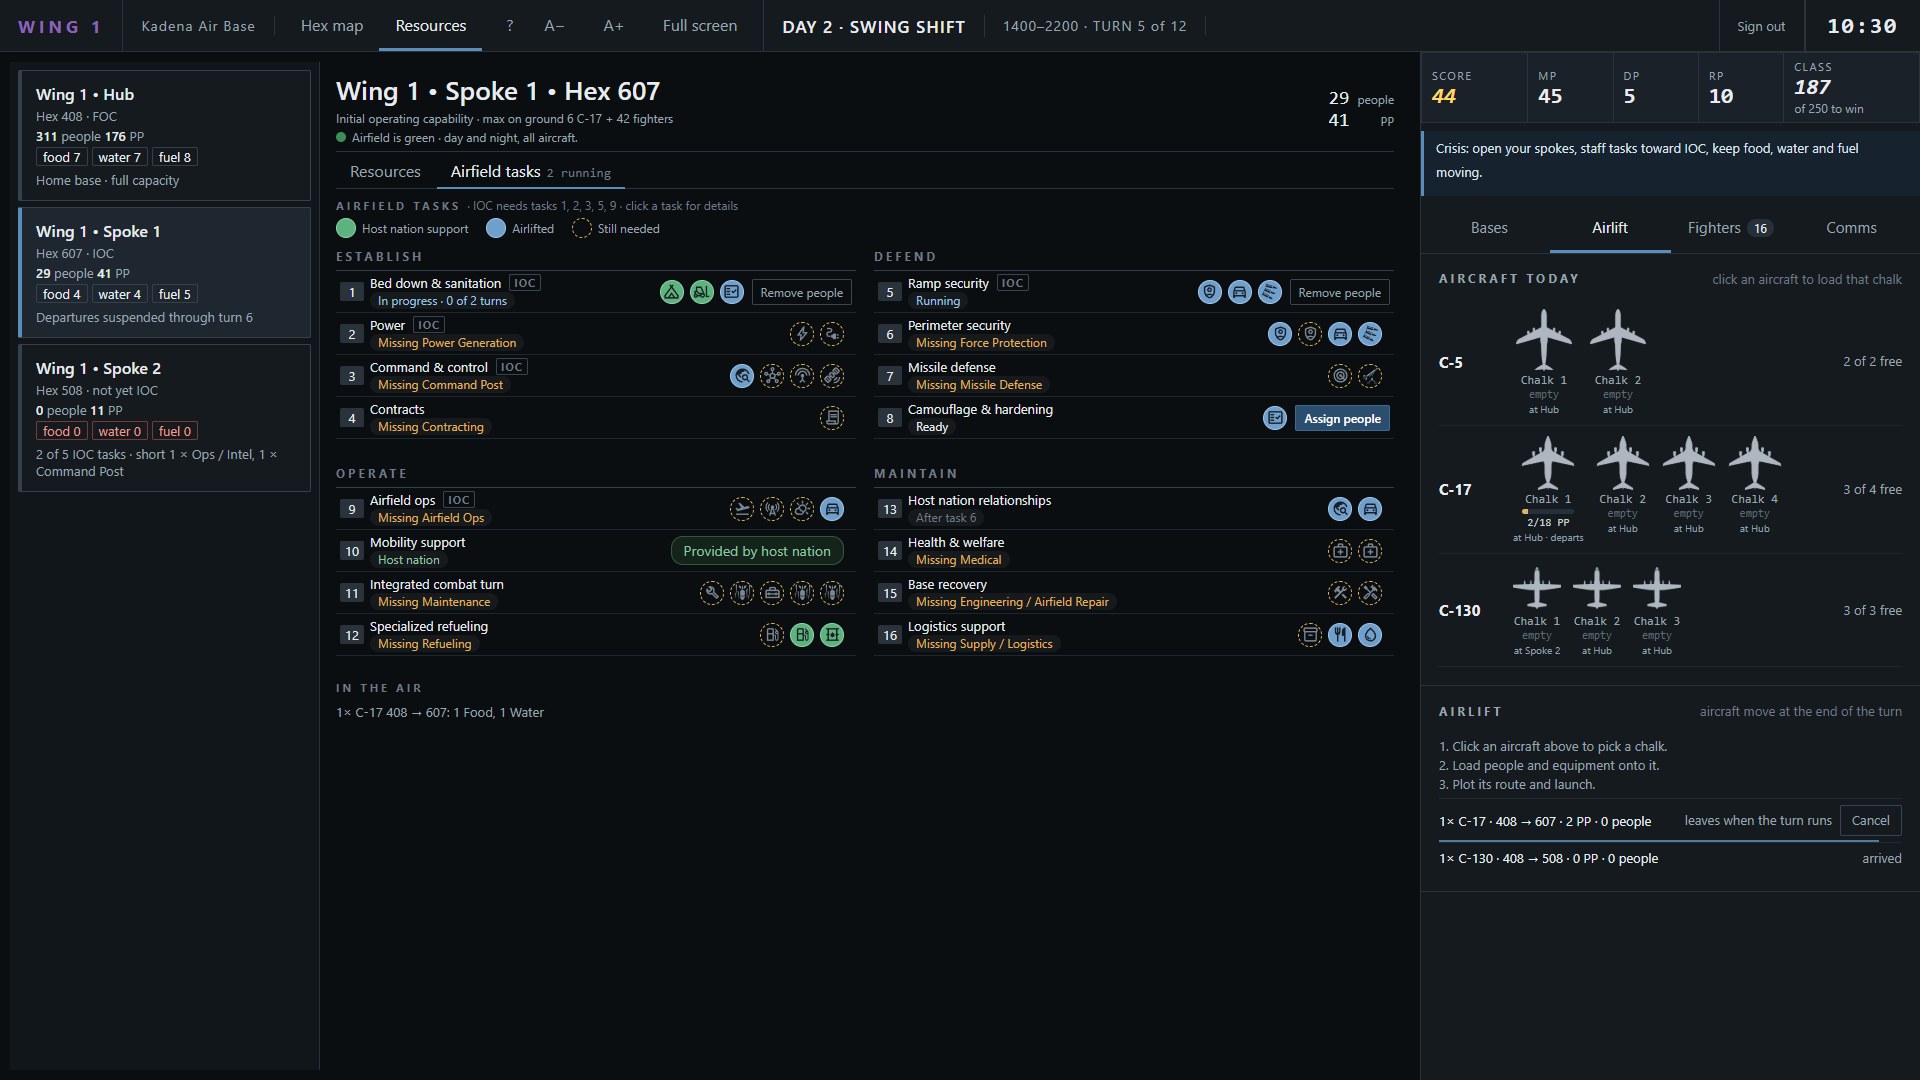 WING 1
Kadena Air Base
Hex map
Resources
?
A−
A+
Full screen
DAY 2 · SWING SHIFT
1400–2200 · TURN 5 of 12
Sign out
10:30
Wing 1 • Hub
Hex 408 · FOC
311 people 176 PP
food 7 water 7 fuel 8
Home base · full capacity
Wing 1 • Spoke 1
Hex 607 · IOC
29 people 41 PP
food 4 water 4 fuel 5
Departures suspended through turn 6
Wing 1 • Spoke 2
Hex 508 · not yet IOC
0 people 11 PP
food 0 water 0 fuel 0
2 of 5 IOC tasks · short 1 × Ops / Intel, 1 ×
Command Post
Wing 1 • Spoke 1 • Hex 607
Initial operating capability · max on ground 6 C-17 + 42 fighters
Airfield is green · day and night, all aircraft.
29 people
41 pp
Resources
Airfield tasks 2 running
AIRFIELD TASKS · IOC needs tasks 1, 2, 3, 5, 9 · click a task for details
Host nation support
Airlifted
Still needed
ESTABLISH
1 Bed down & sanitation IOC
In progress · 0 of 2 turns
Remove people
2 Power IOC
Missing Power Generation
3 Command & control IOC
Missing Command Post
4 Contracts
Missing Contracting
DEFEND
5 Ramp security IOC
Running
Remove people
6 Perimeter security
Missing Force Protection
7 Missile defense
Missing Missile Defense
8 Camouflage & hardening
Ready
Assign people
OPERATE
9 Airfield ops IOC
Missing Airfield Ops
10 Mobility support
Host nation
Provided by host nation
11 Integrated combat turn
Missing Maintenance
12 Specialized refueling
Missing Refueling
MAINTAIN
13 Host nation relationships
After task 6
14 Health & welfare
Missing Medical
15 Base recovery
Missing Engineering / Airfield Repair
16 Logistics support
Missing Supply / Logistics
IN THE AIR
1× C-17 408 → 607: 1 Food, 1 Water
SCORE
44
MP
45
DP
5
RP
10
CLASS
187
of 250 to win
Crisis: open your spokes, staff tasks toward IOC, keep food, water and fuel
moving.
Bases
Airlift
Fighters 16
Comms
AIRCRAFT TODAY
click an aircraft to load that chalk
C-5
Chalk 1
empty
at Hub
Chalk 2
empty
at Hub
2 of 2 free
C-17
Chalk 1
2/18 PP
at Hub · departs
Chalk 2
empty
at Hub
Chalk 3
empty
at Hub
Chalk 4
empty
at Hub
3 of 4 free
C-130
Chalk 1
empty
at Spoke 2
Chalk 2
empty
at Hub
Chalk 3
empty
at Hub
3 of 3 free
AIRLIFT
aircraft move at the end of the turn
1. Click an aircraft above to pick a chalk.
2. Load people and equipment onto it.
3. Plot its route and launch.
1× C-17 · 408 → 607 · 2 PP · 0 people
leaves when the turn runs
Cancel
1× C-130 · 408 → 508 · 0 PP · 0 people
arrived